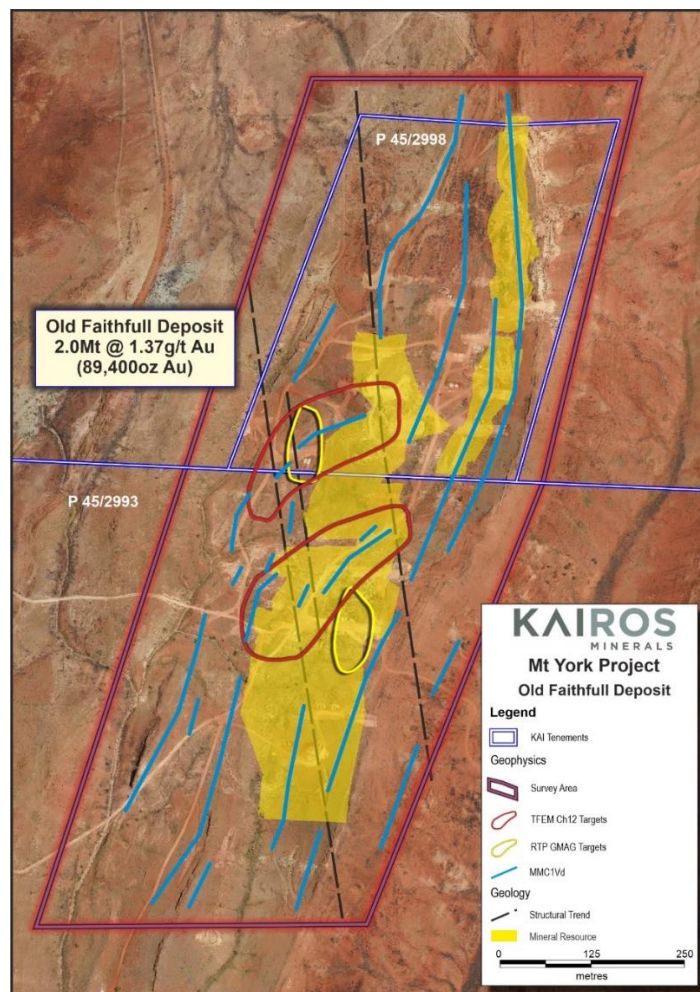 P 45/2998
Old Faithfull Deposit
2.0Mt @ 1.37g/t Au
(89,400oz Au)
P 45/2993
KAIROS
MINERALS
Mt York Project
Old Faithfull Deposit
Legend
KAI Tenements
Geophysics
Survey Area
TFEM Ch12 Targets
RTP GMAG Targets
MMC1Vd
Geology
Structural Trend
Mineral Resource
0 125 250
metres